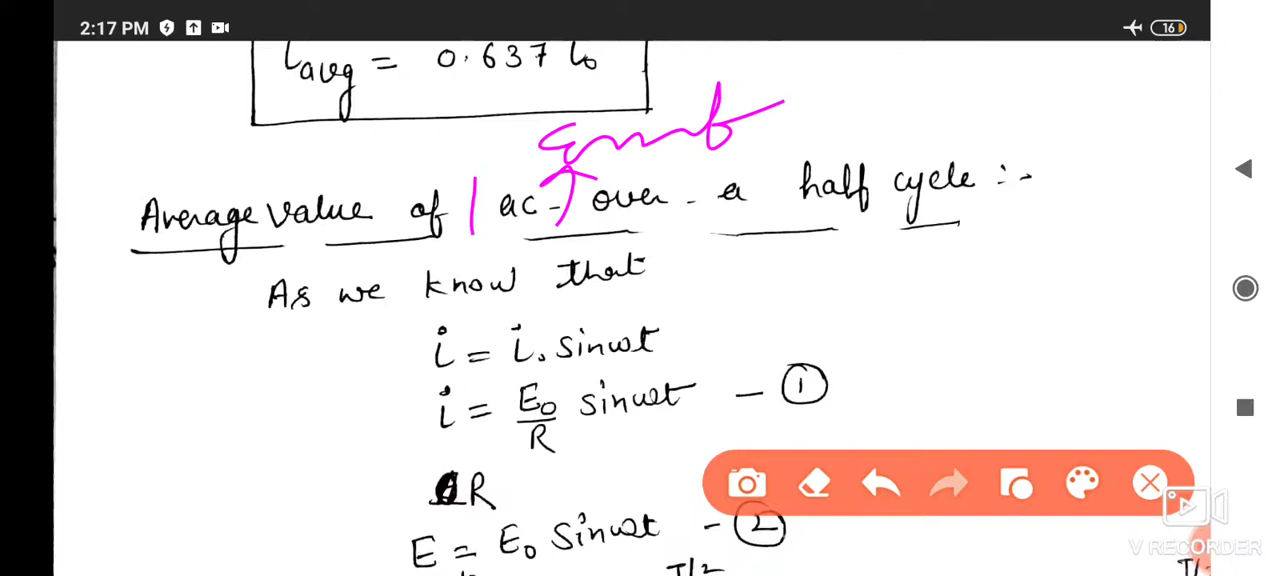 2:17 PM 16
iavg = 0.637 i₀
Emf
Average value of ac over a half cycle :-
As we know that
i = i₀ sinωt
i = E₀/R sinωt - ①
OR
E = E₀ sinωt - ②
T/2
V RECORDER